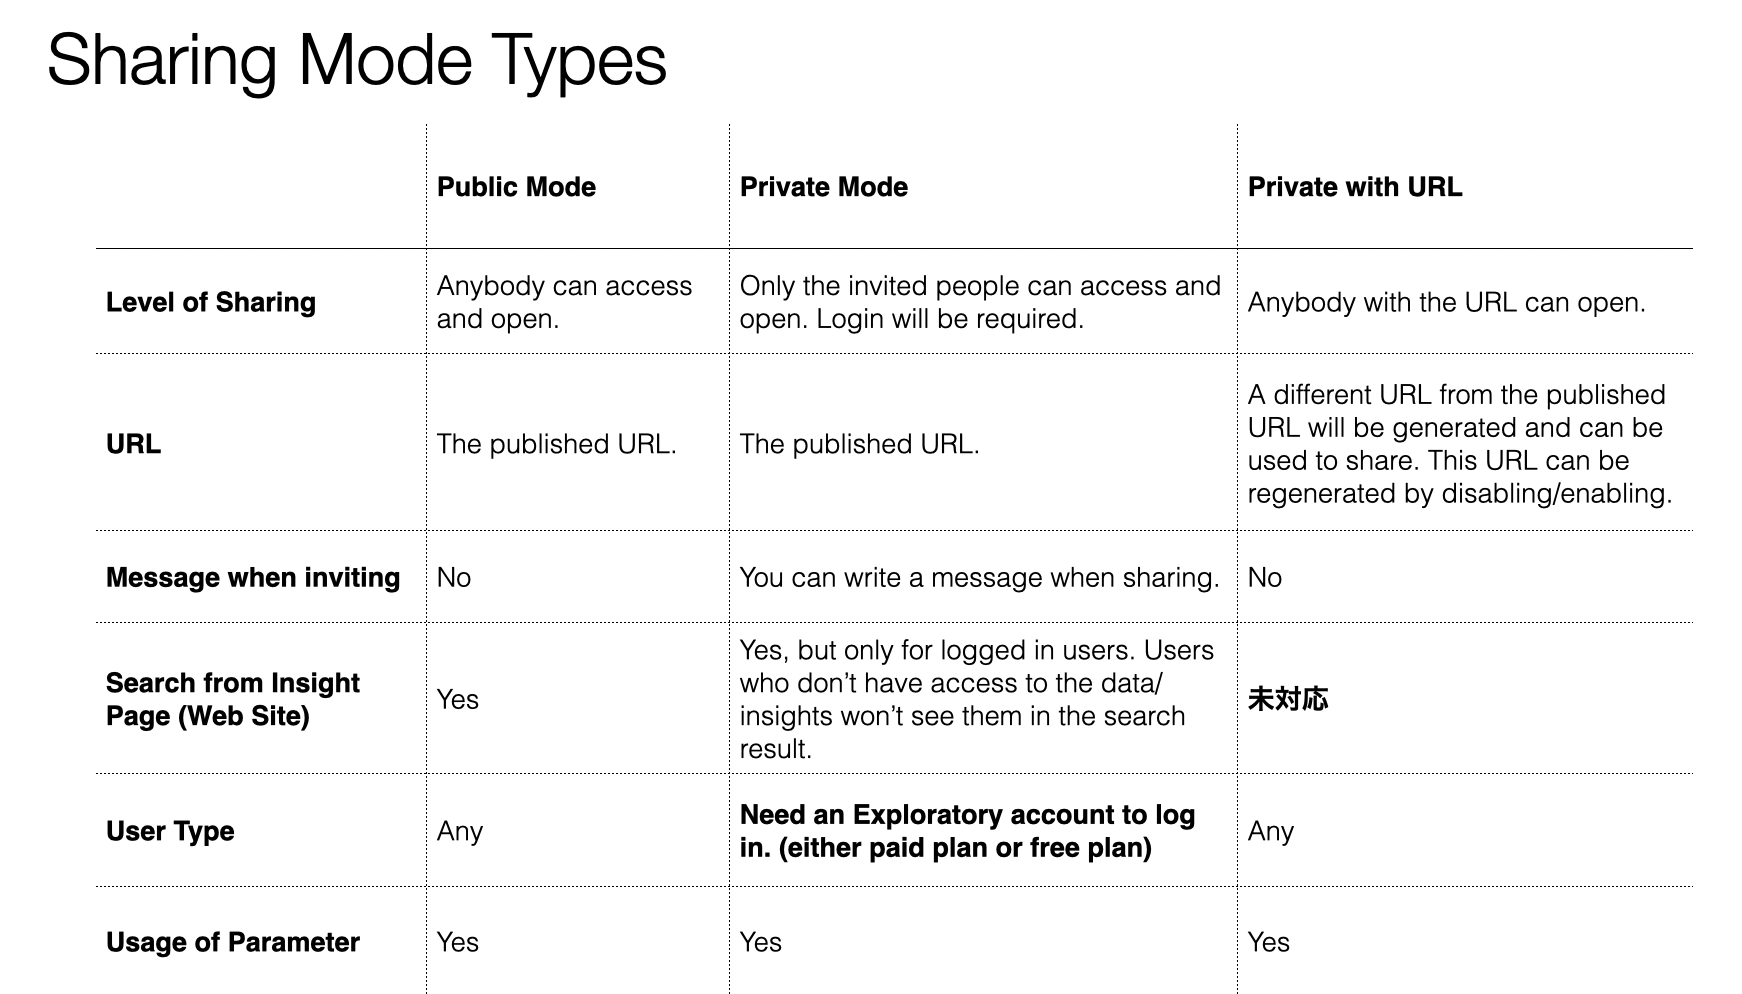 Sharing Mode Types
Public Mode
Private Mode
Private with URL
Level of Sharing
Anybody can access
and open.
Only the invited people can access and
open. Login will be required.
Anybody with the URL can open.
URL
The published URL.
The published URL.
A different URL from the published
URL will be generated and can be
used to share. This URL can be
regenerated by disabling/enabling.
Message when inviting
No
You can write a message when sharing.
No
Search from Insight
Page (Web Site)
Yes
Yes, but only for logged in users. Users
who don’t have access to the data/
insights won’t see them in the search
result.
未対応
User Type
Any
Need an Exploratory account to log
in. (either paid plan or free plan)
Any
Usage of Parameter
Yes
Yes
Yes